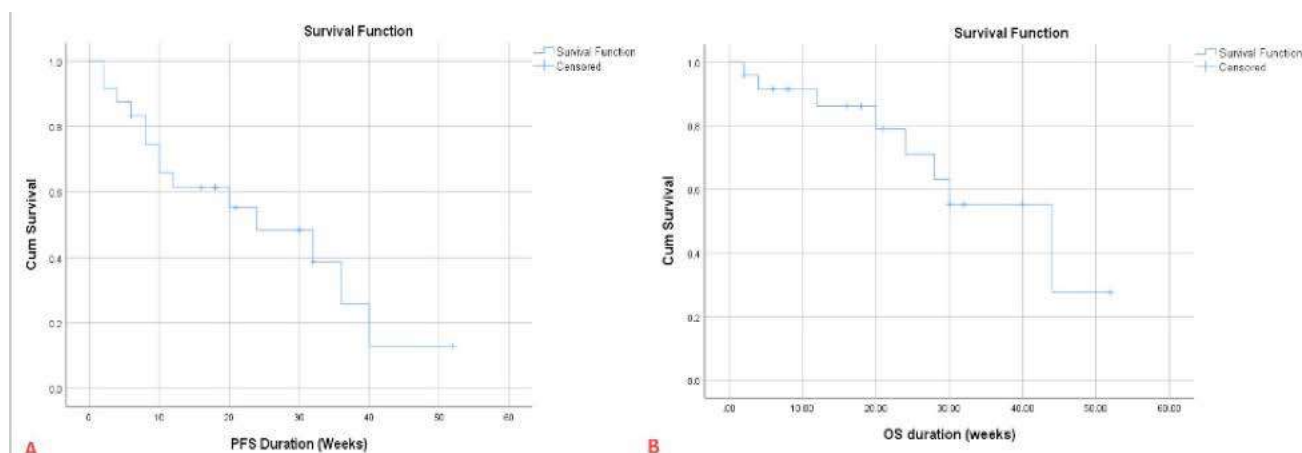 Survival Function
Survival Function
Censored
1.0
0.8
0.6
0.4
0.2
0.0
Cum Survival
0
10
20
30
40
50
60
PFS Duration (Weeks)
A
Survival Function
Survival Function
Censored
1.0
0.8
0.6
0.4
0.2
0.0
Cum Survival
.00
10.00
20.00
30.00
40.00
50.00
60.00
OS duration (weeks)
B